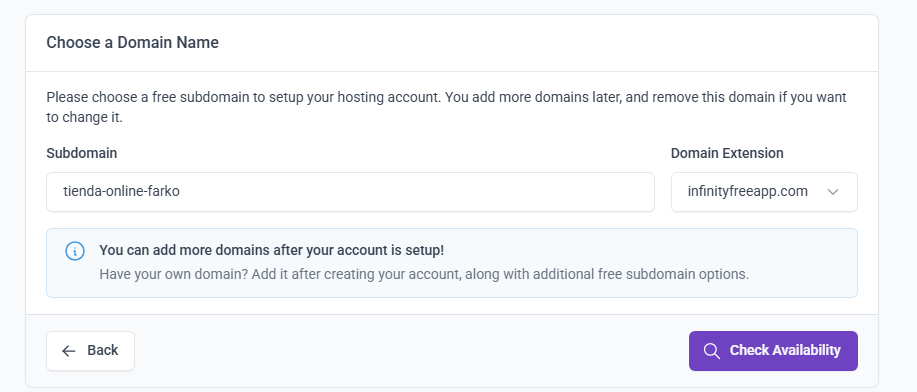 Choose a Domain Name
Please choose a free subdomain to setup your hosting account. You add more domains later, and remove this domain if you want
to change it.
Subdomain
Domain Extension
tienda-online-farko
infinityfreeapp.com
You can add more domains after your account is setup!
Have your own domain? Add it after creating your account, along with additional free subdomain options.
Back
Check Availability